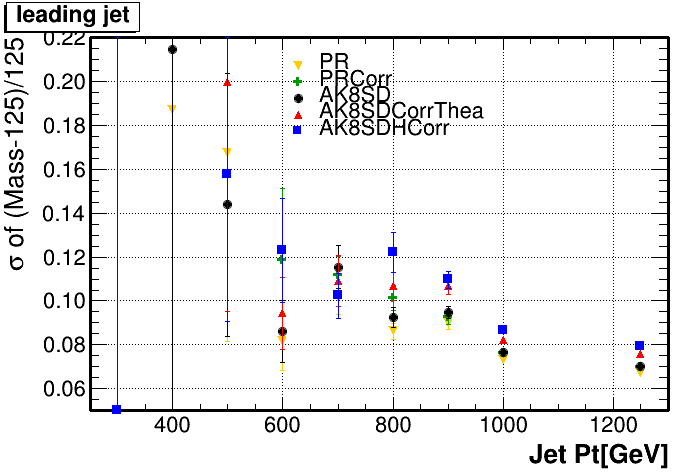 leading jet
σ of (Mass-125)/125
0.22
0.20
0.18
0.16
0.14
0.12
0.10
0.08
0.06
PR
PRCorr
AK8SD
AK8SDCorrThea
AK8SDHCorr
400 600 800 1000 1200
Jet Pt[GeV]